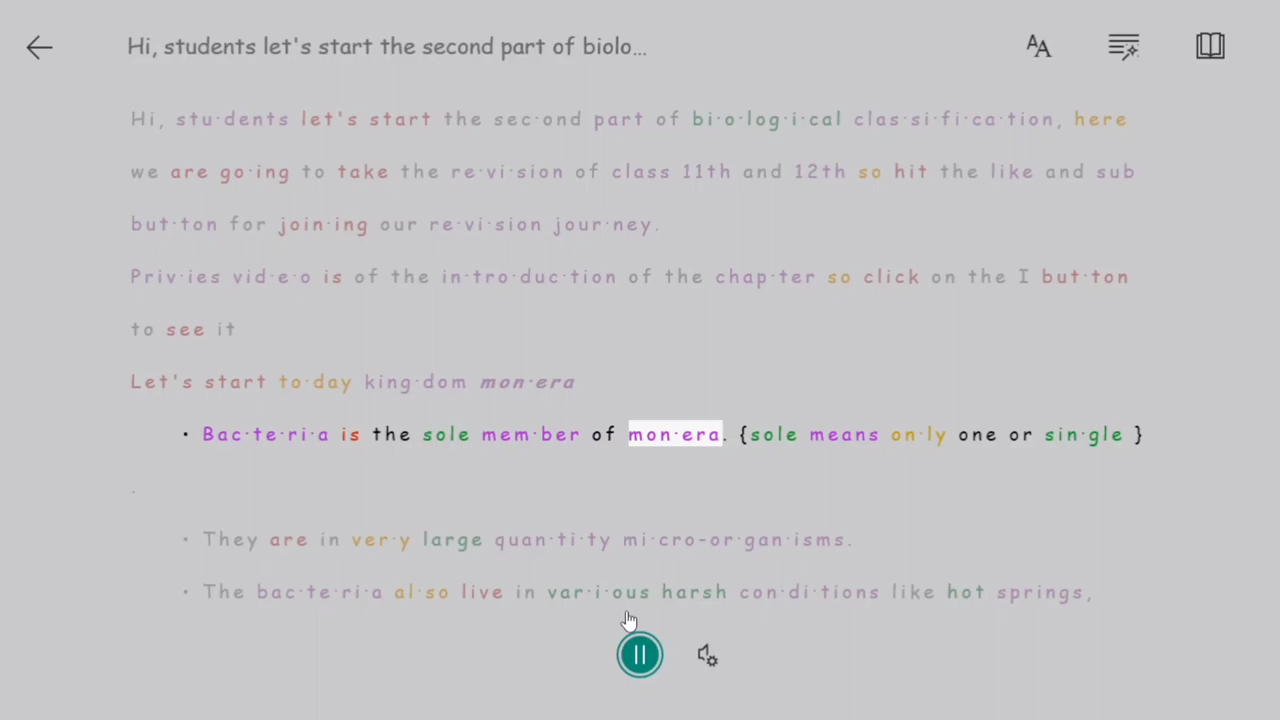 Hi, students let's start the second part of biolo...
Hi, stu·dents let's start the sec·ond part of bi·o·log·i·cal clas·si·fi·ca·tion, here
we are go·ing to take the re·vi·sion of class 11th and 12th so hit the like and sub
but·ton for join·ing our re·vi·sion jour·ney.
Priv·ies vid·e·o is of the in·tro·duc·tion of the chap·ter so click on the I but·ton
to see it
Let's start to·day king·dom mon·era
• Bac·te·ri·a is the sole mem·ber of mon·era. {sole means on·ly one or sin·gle }
.
• They are in ver·y large quan·ti·ty mi·cro-or·gan·isms.
• The bac·te·ri·a al·so live in var·i·ous harsh con·di·tions like hot springs,